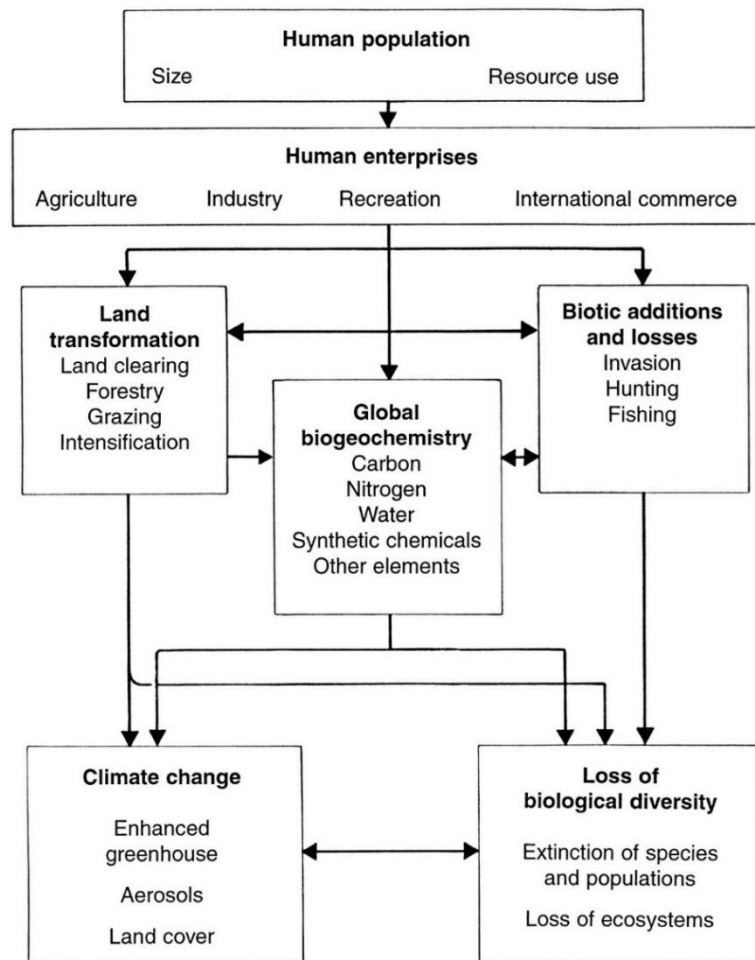 Human population
Size Resource use
Human enterprises
Agriculture Industry Recreation International commerce
Land
transformation
Land clearing
Forestry
Grazing
Intensification
Biotic additions
and losses
Invasion
Hunting
Fishing
Global
biogeochemistry
Carbon
Nitrogen
Water
Synthetic chemicals
Other elements
Climate change
Enhanced
greenhouse
Aerosols
Land cover
Loss of
biological diversity
Extinction of species
and populations
Loss of ecosystems